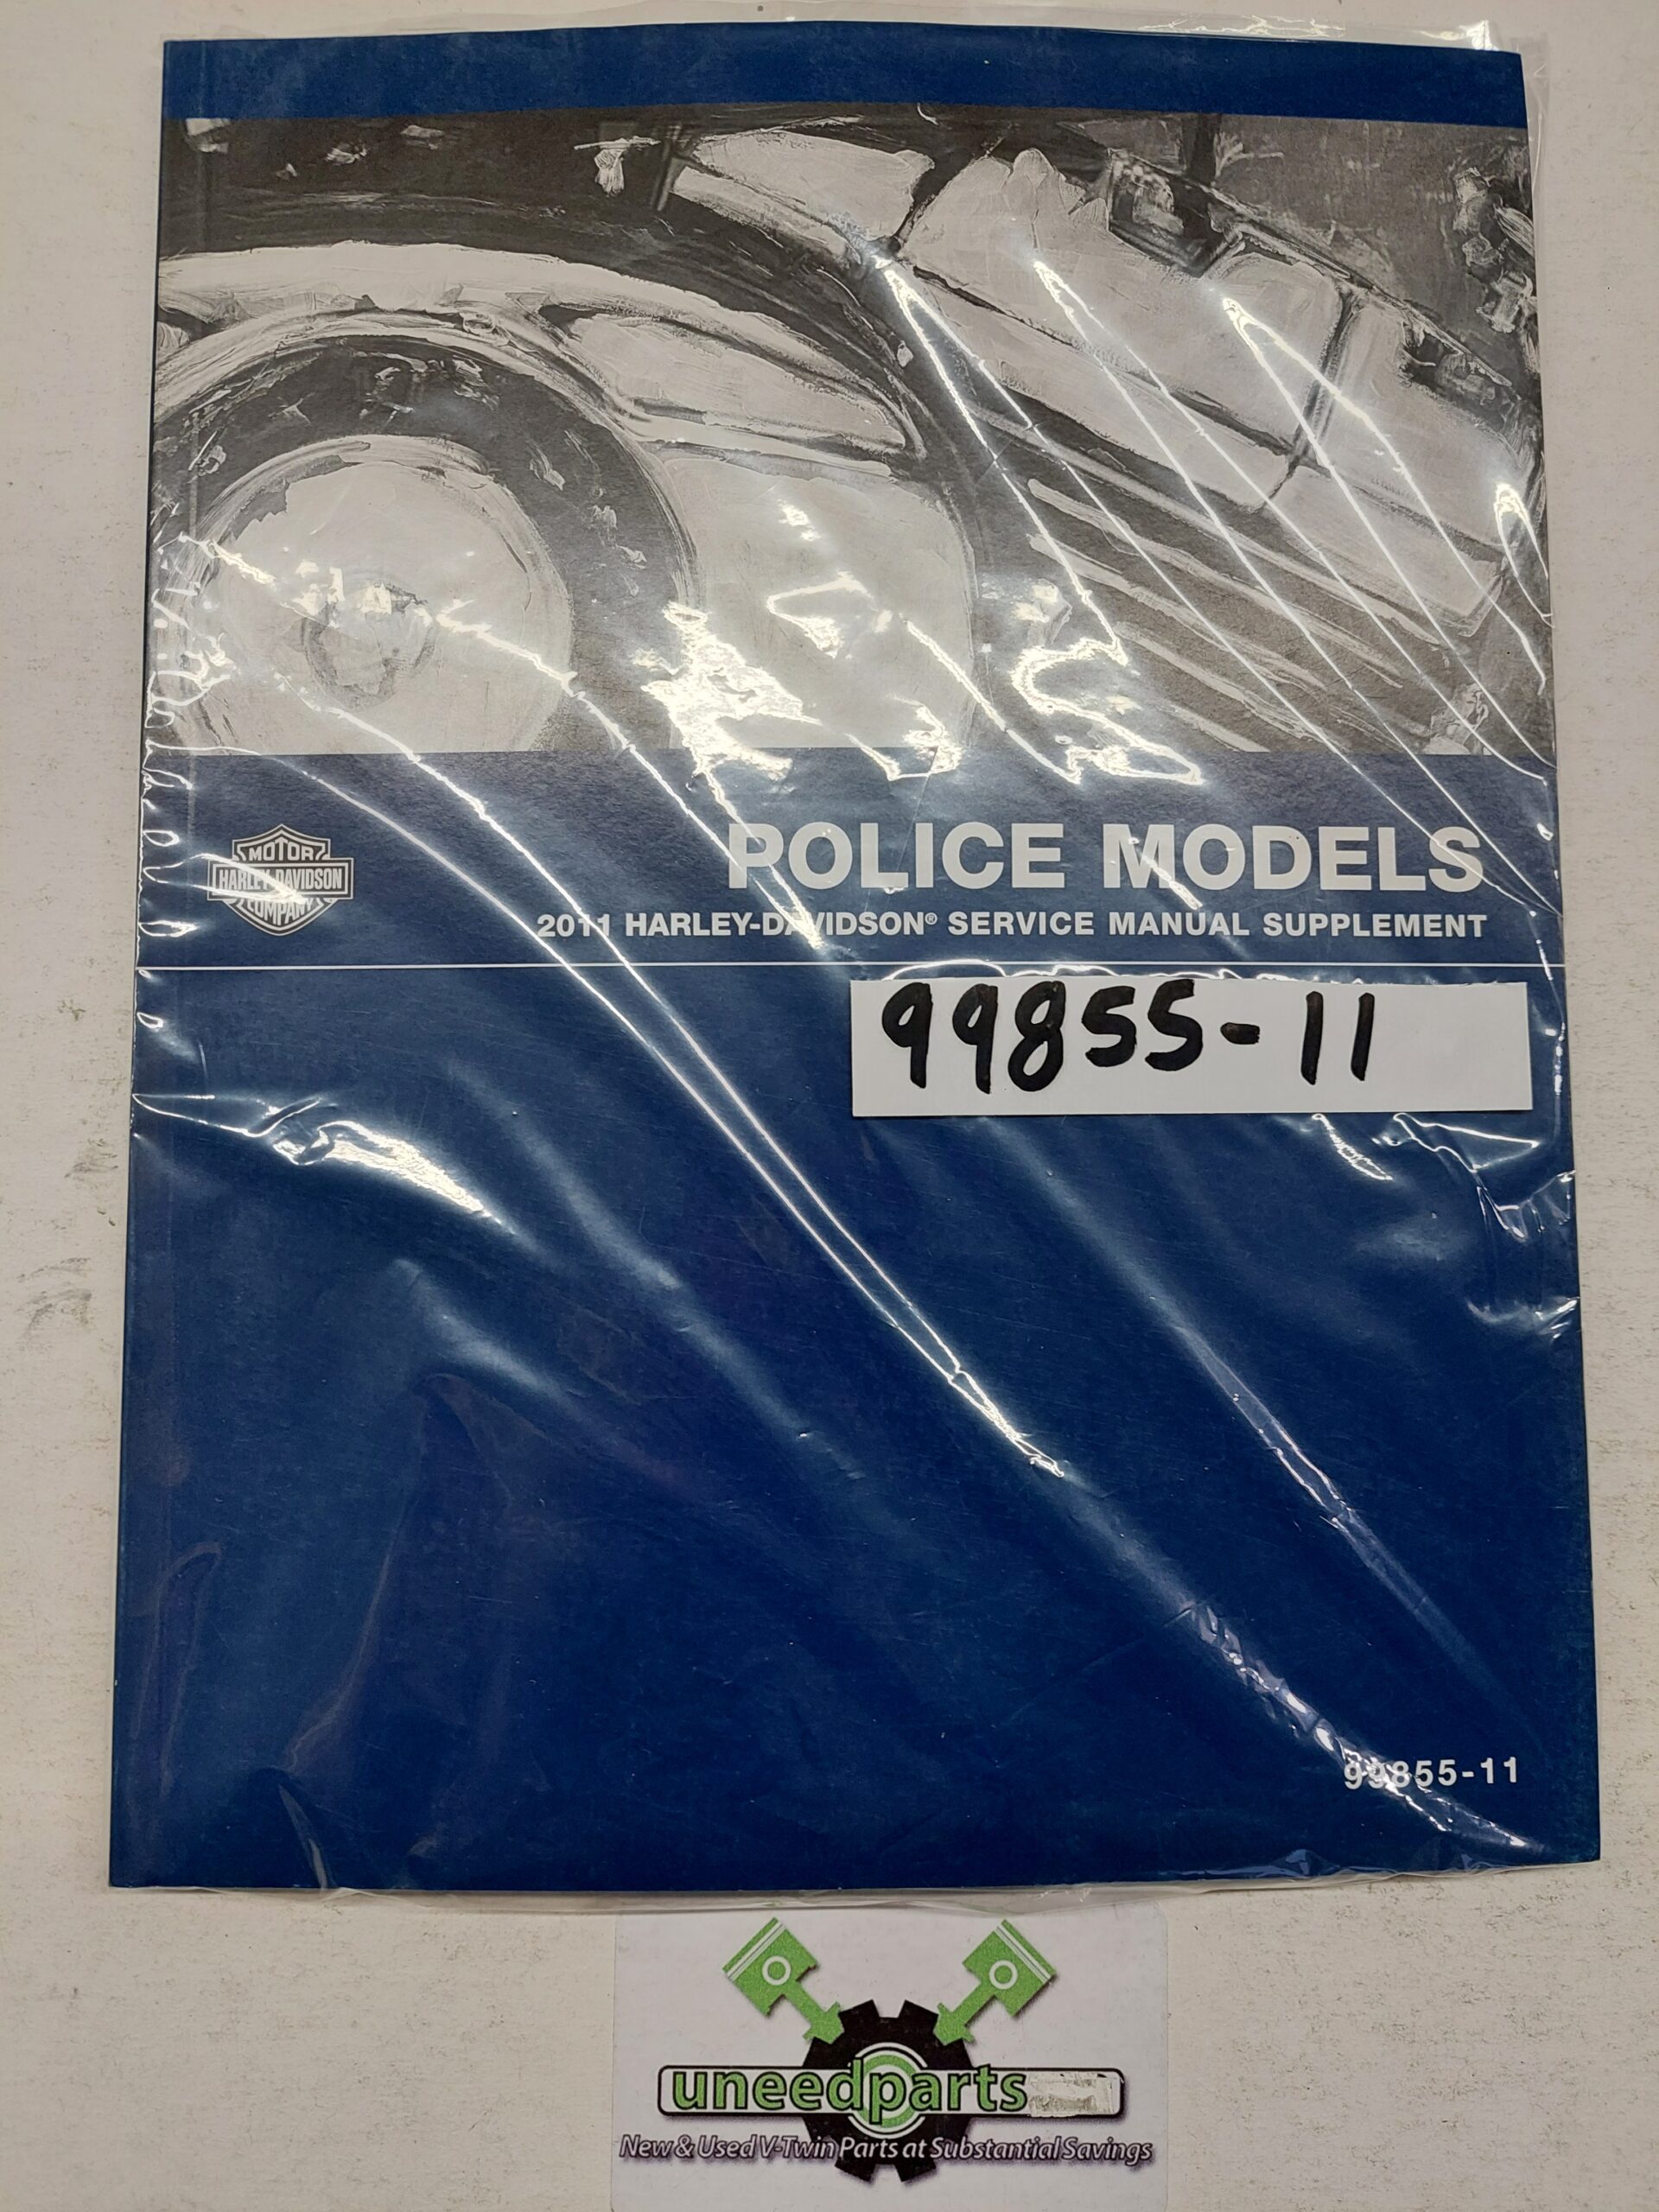 POLICE MODELS
MOTOR
HARLEY-DAVIDSON
COMPANY
2011 HARLEY-DAVIDSON® SERVICE MANUAL SUPPLEMENT
99855-11
99855-11
uneedparts
New & Used V-Twin Parts at Substantial Savings